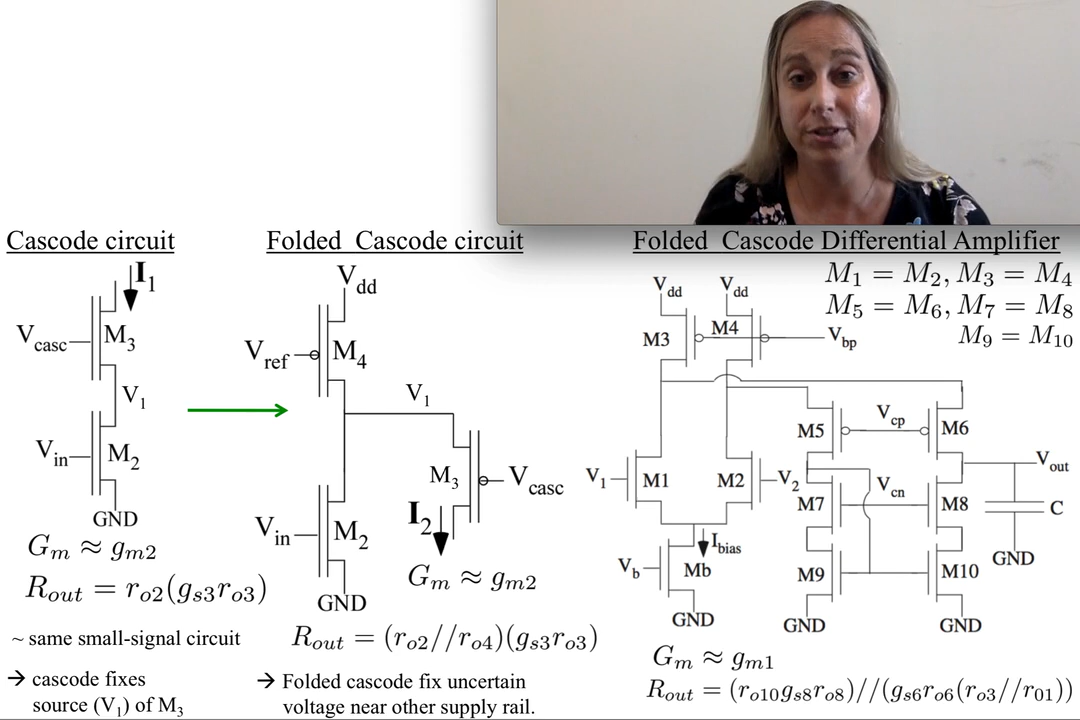 Cascode circuit
I1
Vcasc
M3
V1
Vin
M2
GND
Gm ≈ gm2
Rout = ro2(gs3ro3)
~ same small-signal circuit
→ cascode fixes
source (V1) of M3
Folded Cascode circuit
Vdd
Vref
M4
V1
M3
Vcasc
I2
Vin
M2
GND
Gm ≈ gm2
Rout = (ro2//ro4)(gs3ro3)
→ Folded cascode fix uncertain
voltage near other supply rail.
Folded Cascode Differential Amplifier
M1 = M2, M3 = M4
M5 = M6, M7 = M8
M9 = M10
Vdd
Vdd
M3
M4
Vbp
M5
Vcp
M6
Vout
V1
M1
M2
V2
M7
Vcn
M8
C
GND
Ibias
Vb
Mb
M9
M10
GND
GND
GND
Gm ≈ gm1
Rout = (ro10gs8ro8)//(gs6ro6(ro3//r01))